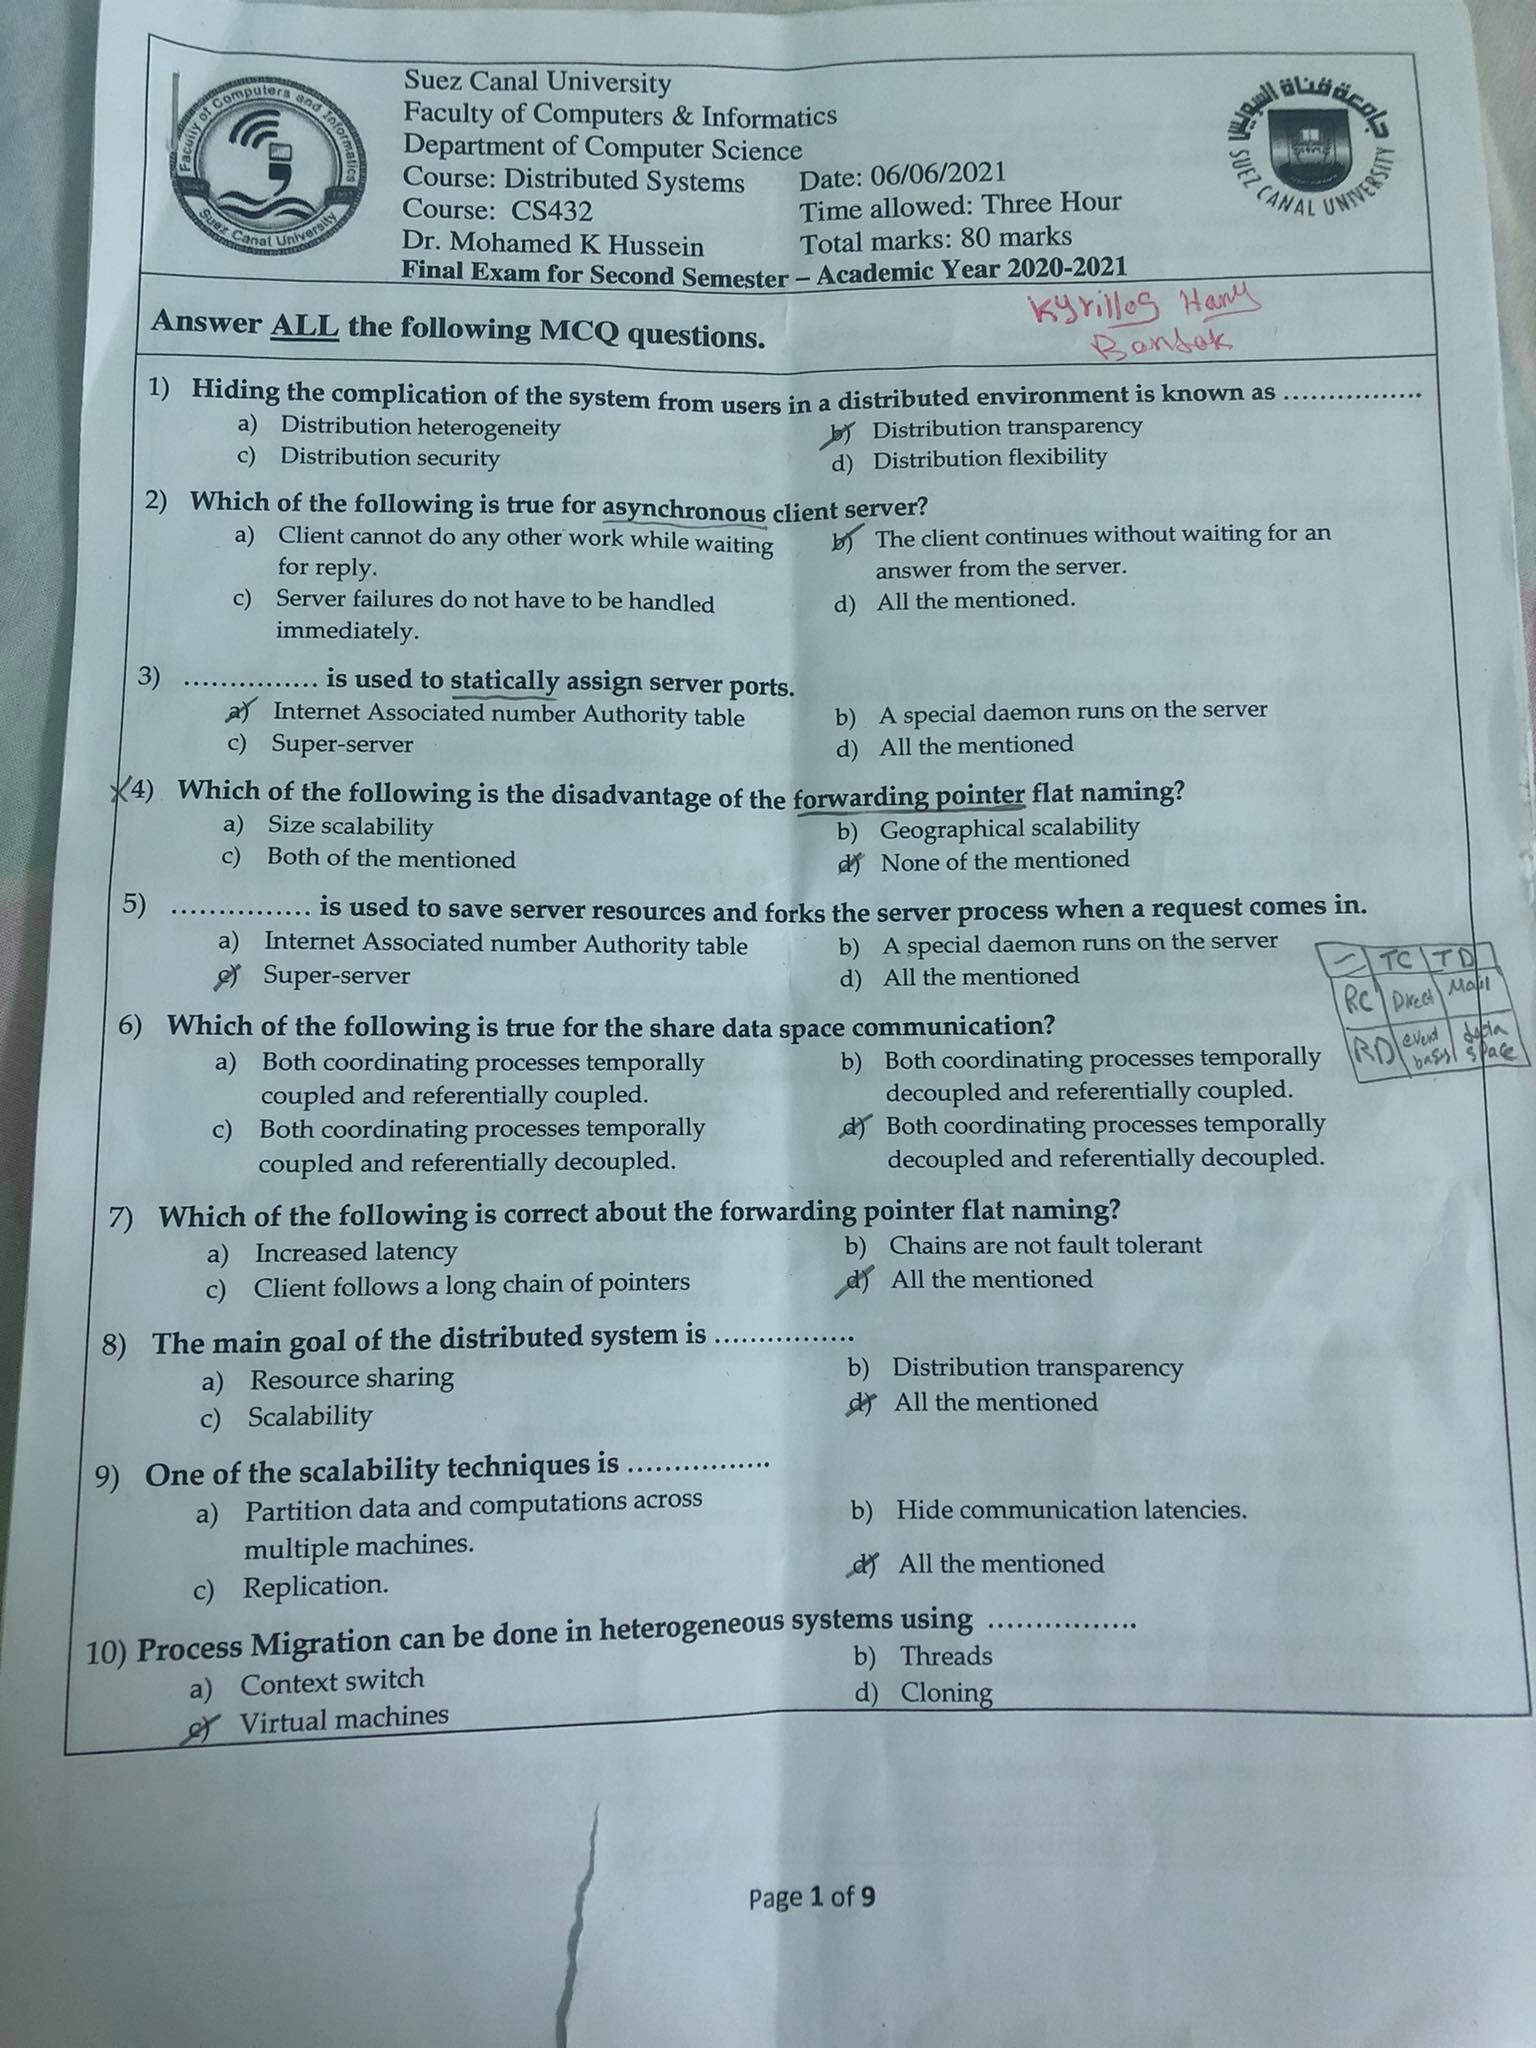 Faculty of Computers and Informatics
Suez Canal University
Suez Canal University
Faculty of Computers & Informatics
Department of Computer Science
Course: Distributed Systems Date: 06/06/2021
Course: CS432 Time allowed: Three Hour
Dr. Mohamed K Hussein Total marks: 80 marks
Final Exam for Second Semester – Academic Year 2020-2021
جامعة قناة السويس
SUEZ CANAL UNIVERSITY
Kyrillos Hany
Answer ALL the following MCQ questions.
1) Hiding the complication of the system from users in a distributed environment is known as ................
a) Distribution heterogeneity b) Distribution transparency
c) Distribution security d) Distribution flexibility
2) Which of the following is true for asynchronous client server?
a) Client cannot do any other work while waiting b) The client continues without waiting for an
for reply. answer from the server.
c) Server failures do not have to be handled d) All the mentioned.
immediately.
3) ............... is used to statically assign server ports.
a) Internet Associated number Authority table b) A special daemon runs on the server
c) Super-server d) All the mentioned
4) Which of the following is the disadvantage of the forwarding pointer flat naming?
a) Size scalability b) Geographical scalability
c) Both of the mentioned d) None of the mentioned
5) ............... is used to save server resources and forks the server process when a request comes in.
a) Internet Associated number Authority table b) A special daemon runs on the server
c) Super-server d) All the mentioned
TC TD
RC Direct Mail
RD event data
space
6) Which of the following is true for the share data space communication?
a) Both coordinating processes temporally b) Both coordinating processes temporally
coupled and referentially coupled. decoupled and referentially coupled.
c) Both coordinating processes temporally d) Both coordinating processes temporally
coupled and referentially decoupled. decoupled and referentially decoupled.
7) Which of the following is correct about the forwarding pointer flat naming?
a) Increased latency b) Chains are not fault tolerant
c) Client follows a long chain of pointers d) All the mentioned
8) The main goal of the distributed system is ................
a) Resource sharing b) Distribution transparency
c) Scalability d) All the mentioned
9) One of the scalability techniques is ................
a) Partition data and computations across b) Hide communication latencies.
multiple machines.
c) Replication. d) All the mentioned
10) Process Migration can be done in heterogeneous systems using ................
a) Context switch b) Threads
c) Virtual machines d) Cloning
Page 1 of 9